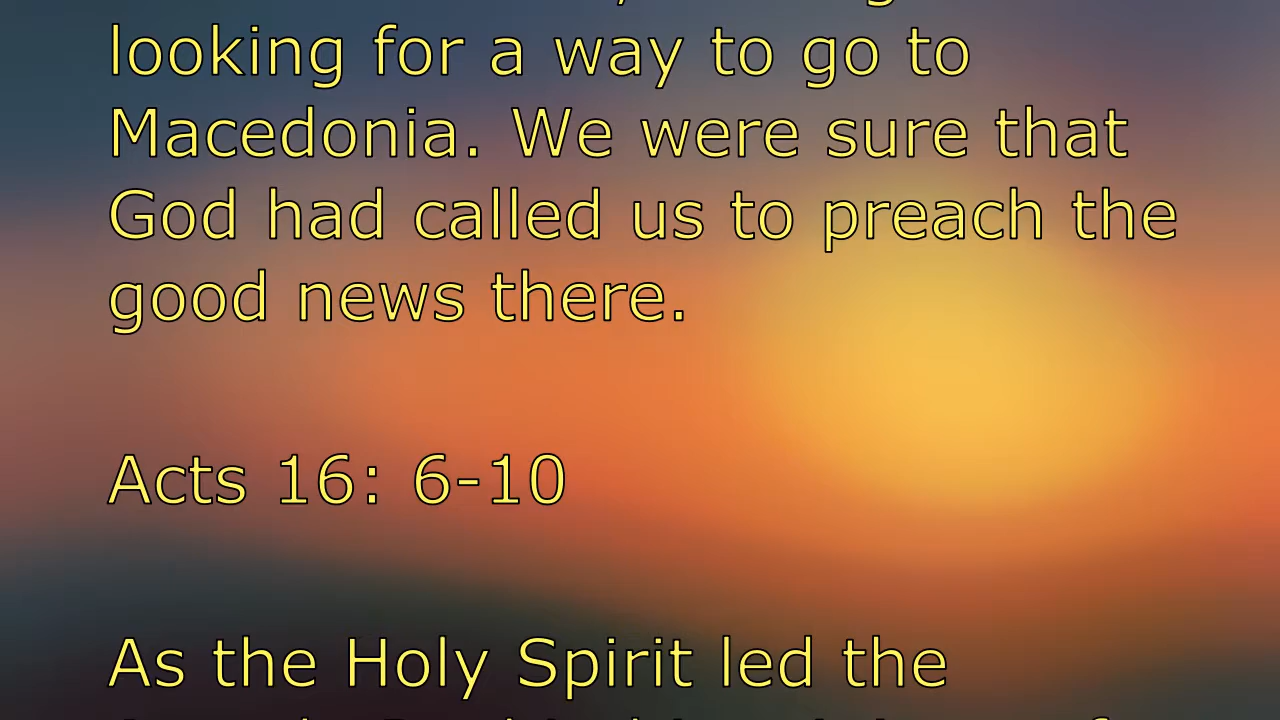 looking for a way to go to
Macedonia. We were sure that
God had called us to preach the
good news there.
Acts 16: 6-10
As the Holy Spirit led the